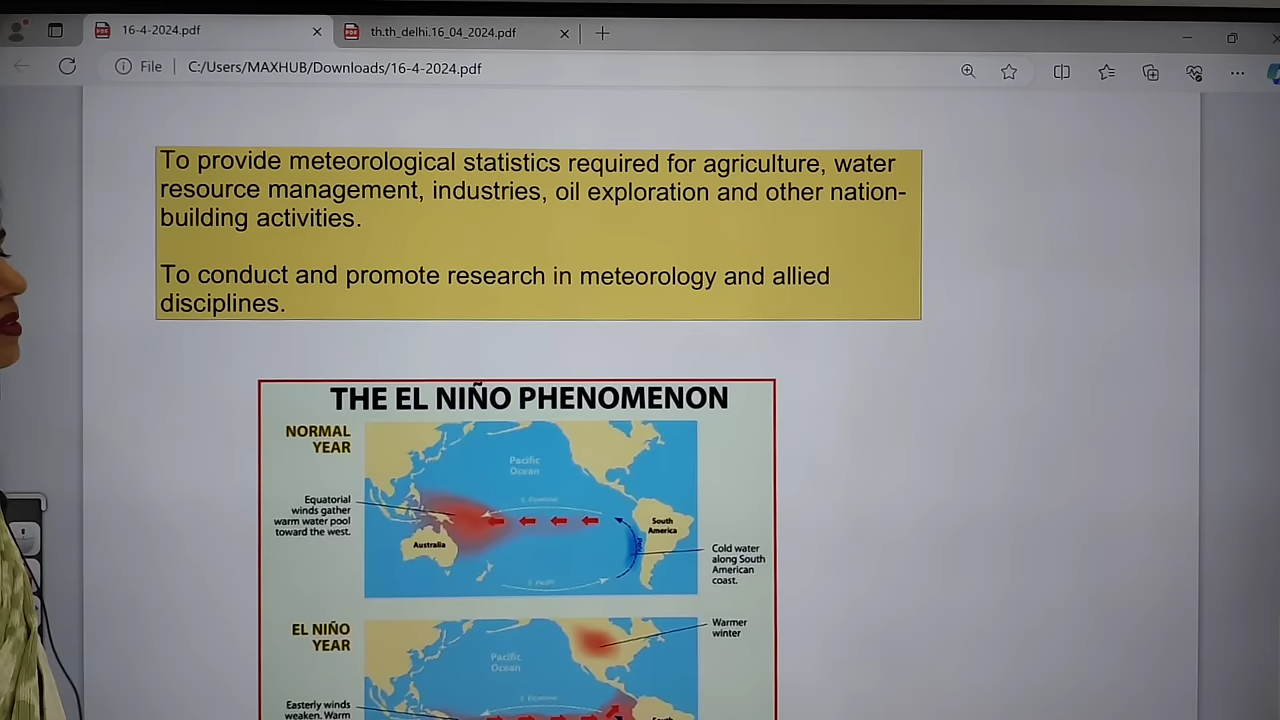 16-4-2024.pdf
th.th_delhi.16_04_2024.pdf
File
C:/Users/MAXHUB/Downloads/16-4-2024.pdf
To provide meteorological statistics required for agriculture, water
resource management, industries, oil exploration and other nation-
building activities.
To conduct and promote research in meteorology and allied
disciplines.
THE EL NIÑO PHENOMENON
NORMAL
YEAR
Pacific
Ocean
Equatorial
winds gather
warm water pool
toward the west.
S. Equatorial
South
America
Australia
Cold water
along South
American
coast.
S. Pacific
EL NIÑO
YEAR
Warmer
winter
Pacific
Ocean
Easterly winds
weaken. Warm
S. Equatorial
South